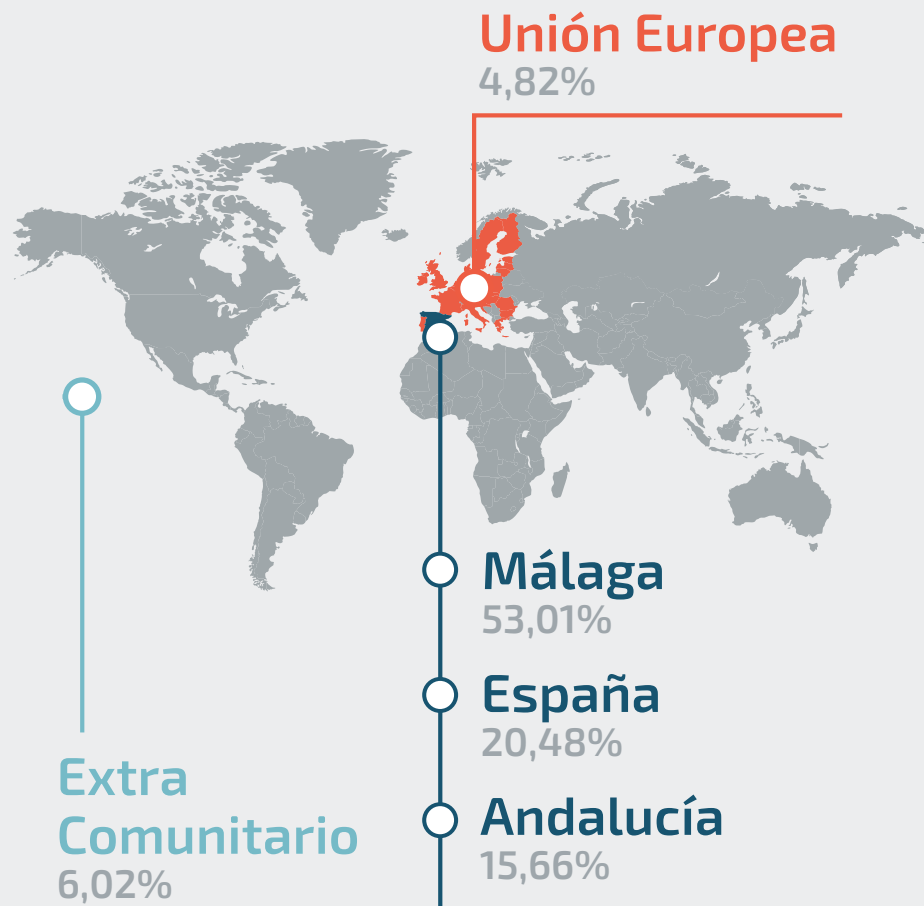 Unión Europea
4,82%
Málaga
53,01%
España
20,48%
Andalucía
15,66%
Extra
Comunitario
6,02%